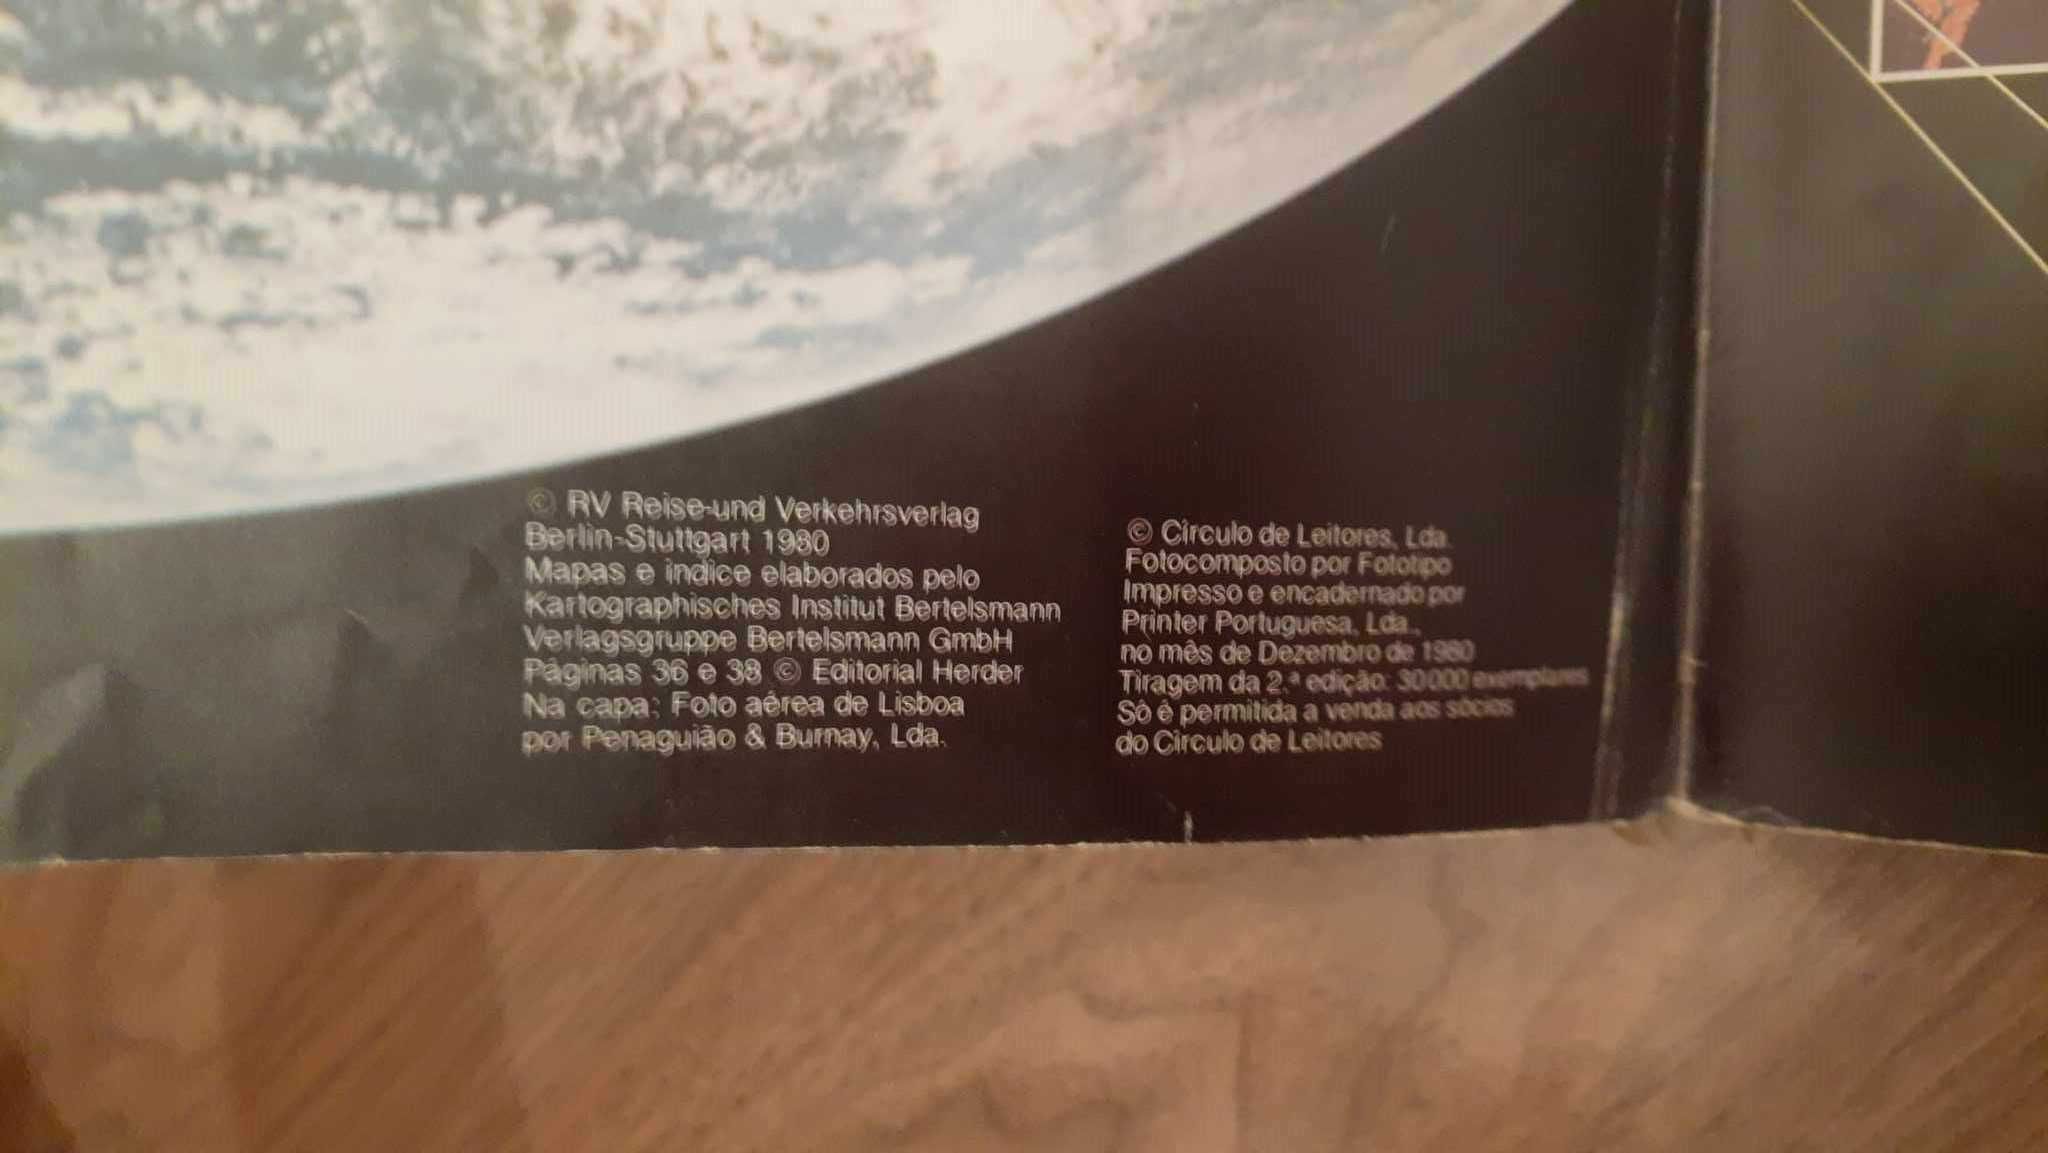 © RV Reise-und Verkehrsverlag
Berlin-Stuttgart 1980
Mapas e índice elaborados pelo
Kartographisches Institut Bertelsmann
Verlagsgruppe Bertelsmann GmbH
Páginas 36 e 38 © Editorial Herder
Na capa: Foto aérea de Lisboa
por Penaguião & Burnay, Lda.
© Círculo de Leitores, Lda.
Fotocomposto por Fototipo
Impresso e encadernado por
Printer Portuguesa, Lda.,
no mês de Dezembro de 1980
Tiragem da 2.ª edição: 30 000 exemplares
Só é permitida a venda aos sócios
do Círculo de Leitores